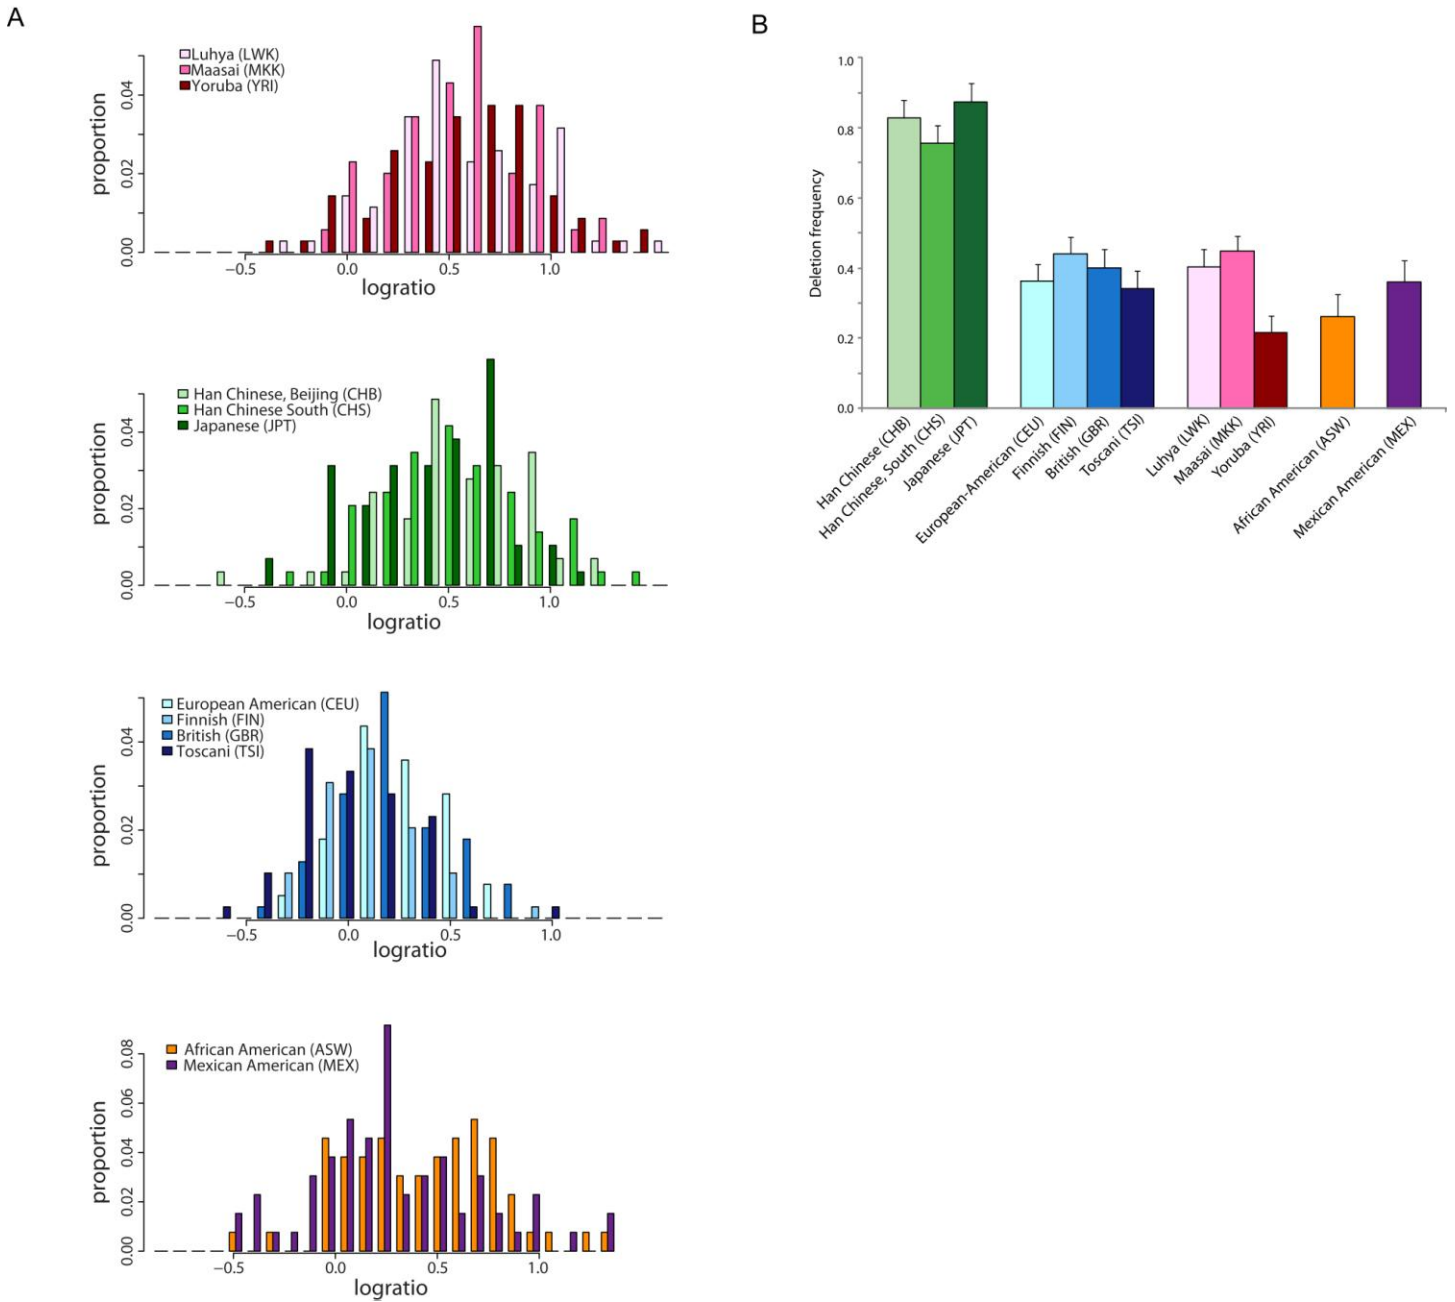 A
Luhya (LWK)
Maasai (MKK)
Yoruba (YRI)
proportion
0.00 0.02 0.04
−0.5 0.0 0.5 1.0
logratio
Han Chinese, Beijing (CHB)
Han Chinese South (CHS)
Japanese (JPT)
proportion
0.00 0.02 0.04
−0.5 0.0 0.5 1.0
logratio
European American (CEU)
Finnish (FIN)
British (GBR)
Toscani (TSI)
proportion
0.00 0.02 0.04
−0.5 0.0 0.5 1.0
logratio
African American (ASW)
Mexican American (MEX)
proportion
0.00 0.02 0.04 0.06 0.08
−0.5 0.0 0.5 1.0
logratio
B
Deletion frequency
1.0
0.8
0.6
0.4
0.2
0.0
Han Chinese (CHB)
Han Chinese, South (CHS)
Japanese (JPT)
European-American (CEU)
Finnish (FIN)
British (GBR)
Toscani (TSI)
Luhya (LWK)
Maasai (MKK)
Yoruba (YRI)
African American (ASW)
Mexican American (MEX)